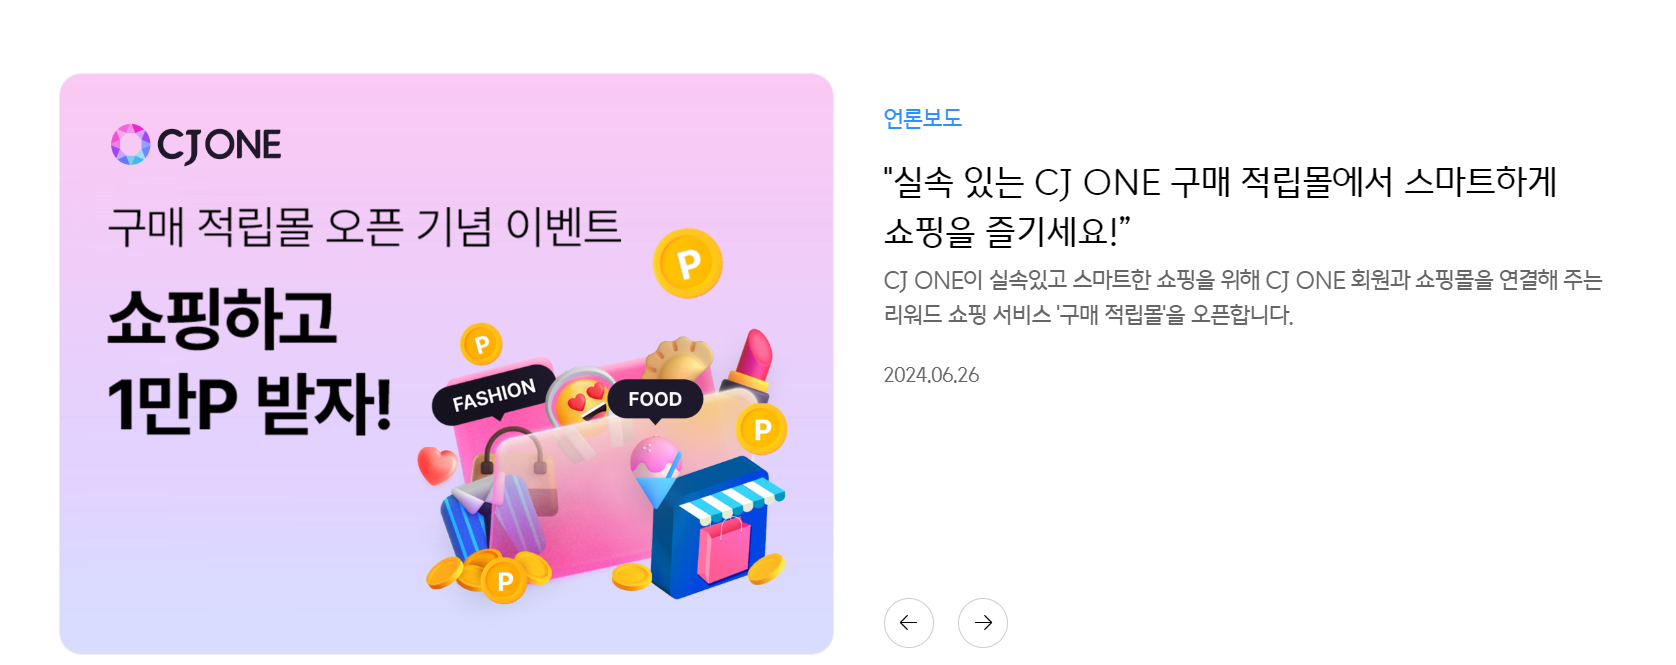 CJ ONE
구매 적립몰 오픈 기념 이벤트
쇼핑하고
1만P 받자!
P
P
FASHION
FOOD
P
P
언론보도
"실속 있는 CJ ONE 구매 적립몰에서 스마트하게
쇼핑을 즐기세요!”
CJ ONE이 실속있고 스마트한 쇼핑을 위해 CJ ONE 회원과 쇼핑몰을 연결해 주는
리워드 쇼핑 서비스 '구매 적립몰'을 오픈합니다.
2024.06.26